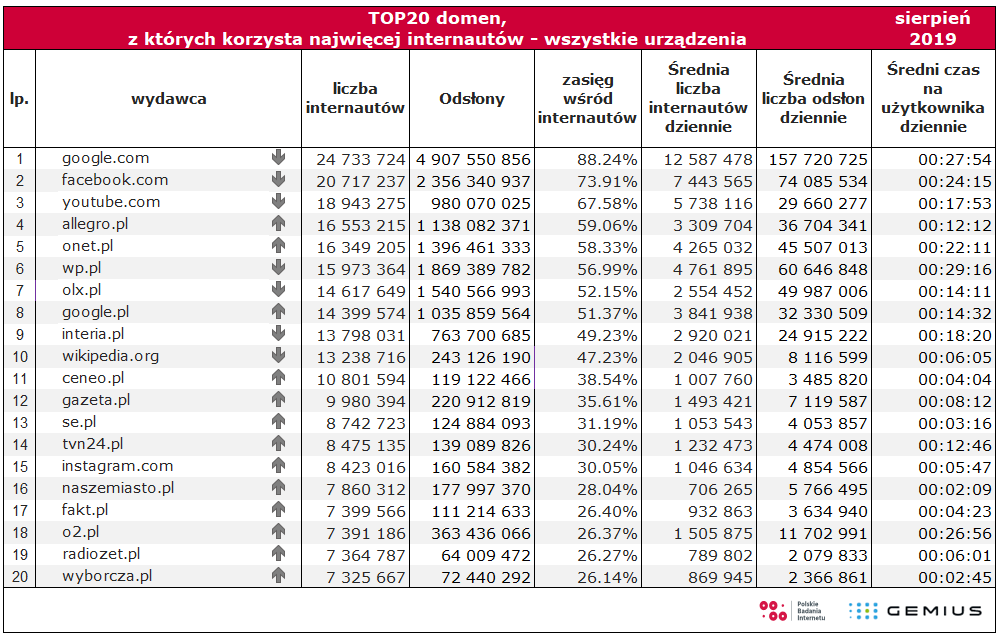 TOP20 domen,
z których korzysta najwięcej internautów - wszystkie urządzenia
sierpień
2019
lp.
wydawca
liczba
internautów
Odsłony
zasięg
wśród
internautów
Średnia
liczba
internautów
dziennie
Średnia
liczba odsłon
dziennie
Średni czas
na
użytkownika
dziennie
1 google.com 24 733 724 4 907 550 856 88.24% 12 587 478 157 720 725 00:27:54
2 facebook.com 20 717 237 2 356 340 937 73.91% 7 443 565 74 085 534 00:24:15
3 youtube.com 18 943 275 980 070 025 67.58% 5 738 116 29 660 277 00:17:53
4 allegro.pl 16 553 215 1 138 082 371 59.06% 3 309 704 36 704 341 00:12:12
5 onet.pl 16 349 205 1 396 461 333 58.33% 4 265 032 45 507 013 00:22:11
6 wp.pl 15 973 364 1 869 389 782 56.99% 4 761 895 60 646 848 00:29:16
7 olx.pl 14 617 649 1 540 566 993 52.15% 2 554 452 49 987 006 00:14:11
8 google.pl 14 399 574 1 035 859 564 51.37% 3 841 938 32 330 509 00:14:32
9 interia.pl 13 798 031 763 700 685 49.23% 2 920 021 24 915 222 00:18:20
10 wikipedia.org 13 238 716 243 126 190 47.23% 2 046 905 8 116 599 00:06:05
11 ceneo.pl 10 801 594 119 122 466 38.54% 1 007 760 3 485 820 00:04:04
12 gazeta.pl 9 980 394 220 912 819 35.61% 1 493 421 7 119 587 00:08:12
13 se.pl 8 742 723 124 884 093 31.19% 1 053 543 4 053 857 00:03:16
14 tvn24.pl 8 475 135 139 089 826 30.24% 1 232 473 4 474 008 00:12:46
15 instagram.com 8 423 016 160 584 382 30.05% 1 046 634 4 854 566 00:05:47
16 naszemiasto.pl 7 860 312 177 997 370 28.04% 706 265 5 766 495 00:02:09
17 fakt.pl 7 399 566 111 214 633 26.40% 932 863 3 634 940 00:04:23
18 o2.pl 7 391 186 363 436 066 26.37% 1 505 875 11 702 991 00:26:56
19 radiozet.pl 7 364 787 64 009 472 26.27% 789 802 2 079 833 00:06:01
20 wyborcza.pl 7 325 667 72 440 292 26.14% 869 945 2 366 861 00:02:45
Polskie
Badania
Internetu
GEMIUS